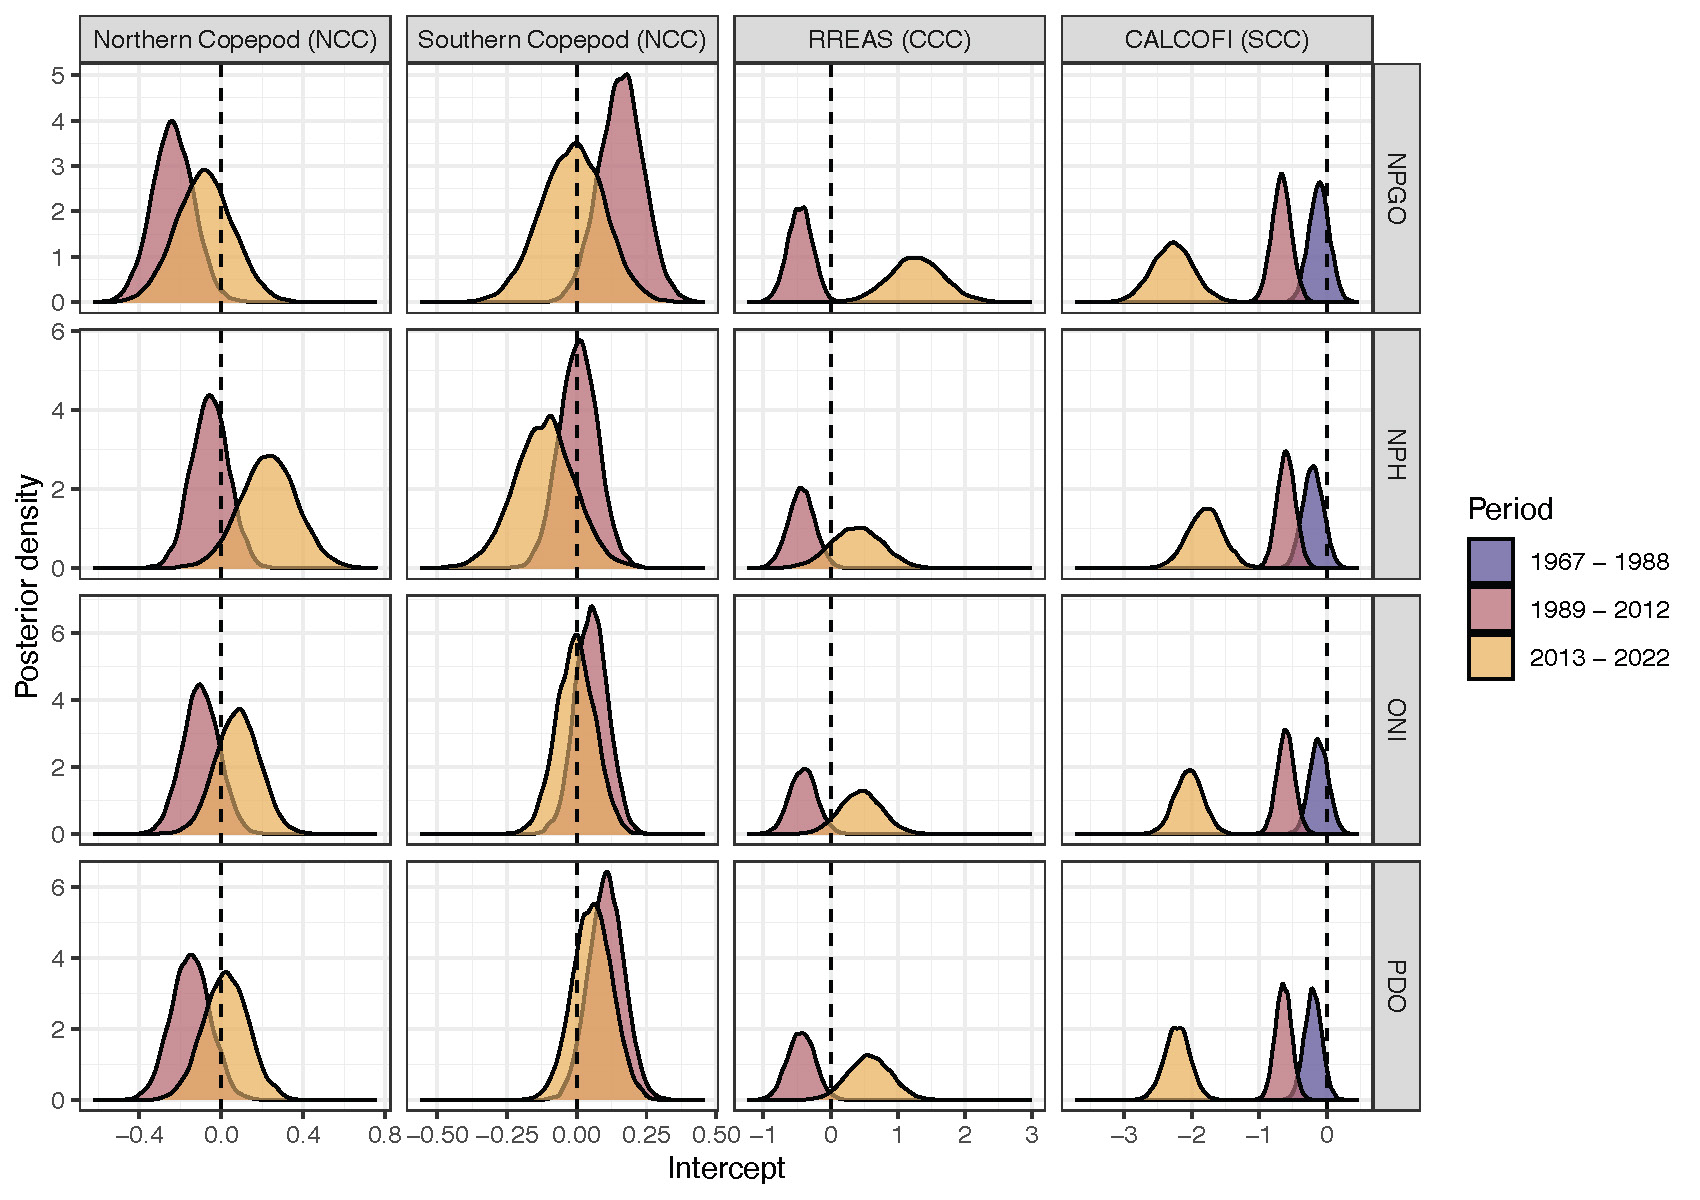 Northern Copepod (NCC) Southern Copepod (NCC) RREAS (CCC) CALCOFI (SCC)
5
4
3
2
1
0
NPGO
6
4
2
0
NPH
6
4
2
0
ONI
6
4
2
0
PDO
−0.4 0.0 0.4 0.8 −0.50 −0.25 0.00 0.25 0.50 −1 0 1 2 3 −3 −2 −1 0
Intercept
Posterior density
Period
1967 − 1988
1989 − 2012
2013 − 2022